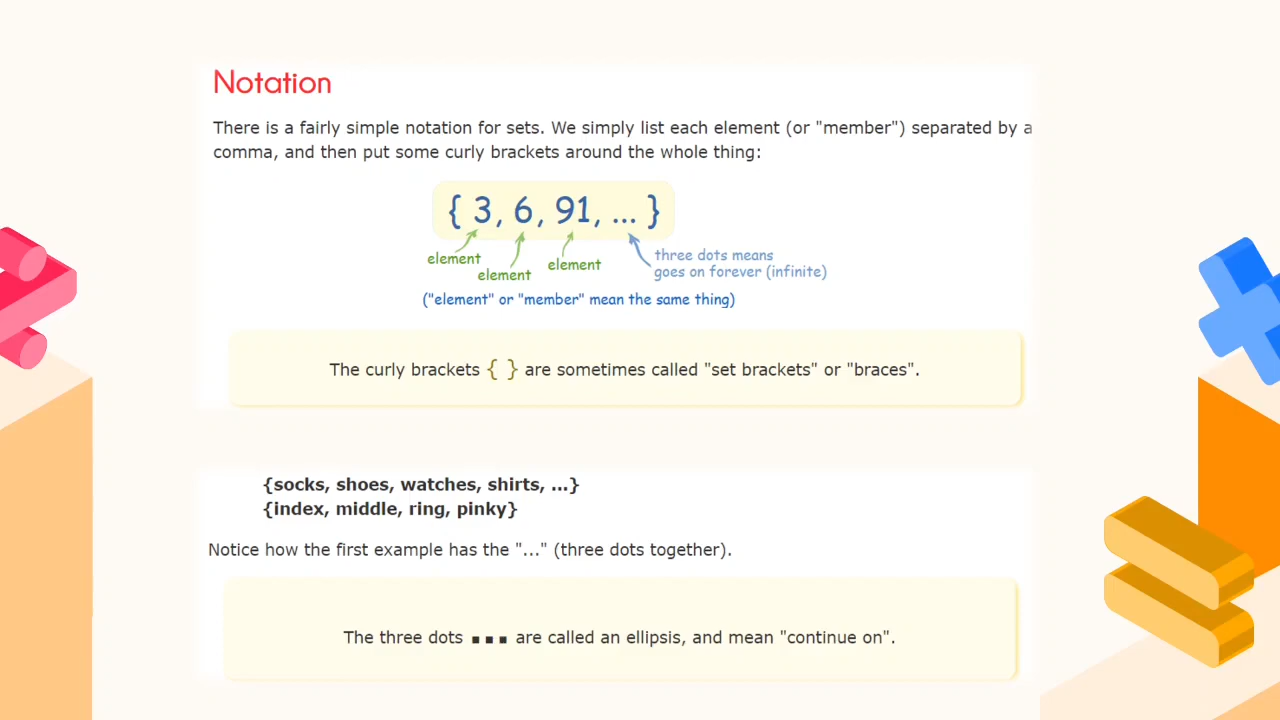 Notation
There is a fairly simple notation for sets. We simply list each element (or "member") separated by a
comma, and then put some curly brackets around the whole thing:
{ 3, 6, 91, ... }
element
element
element
three dots means
goes on forever (infinite)
("element" or "member" mean the same thing)
The curly brackets { } are sometimes called "set brackets" or "braces".
{socks, shoes, watches, shirts, ...}
{index, middle, ring, pinky}
Notice how the first example has the "..." (three dots together).
The three dots ... are called an ellipsis, and mean "continue on".